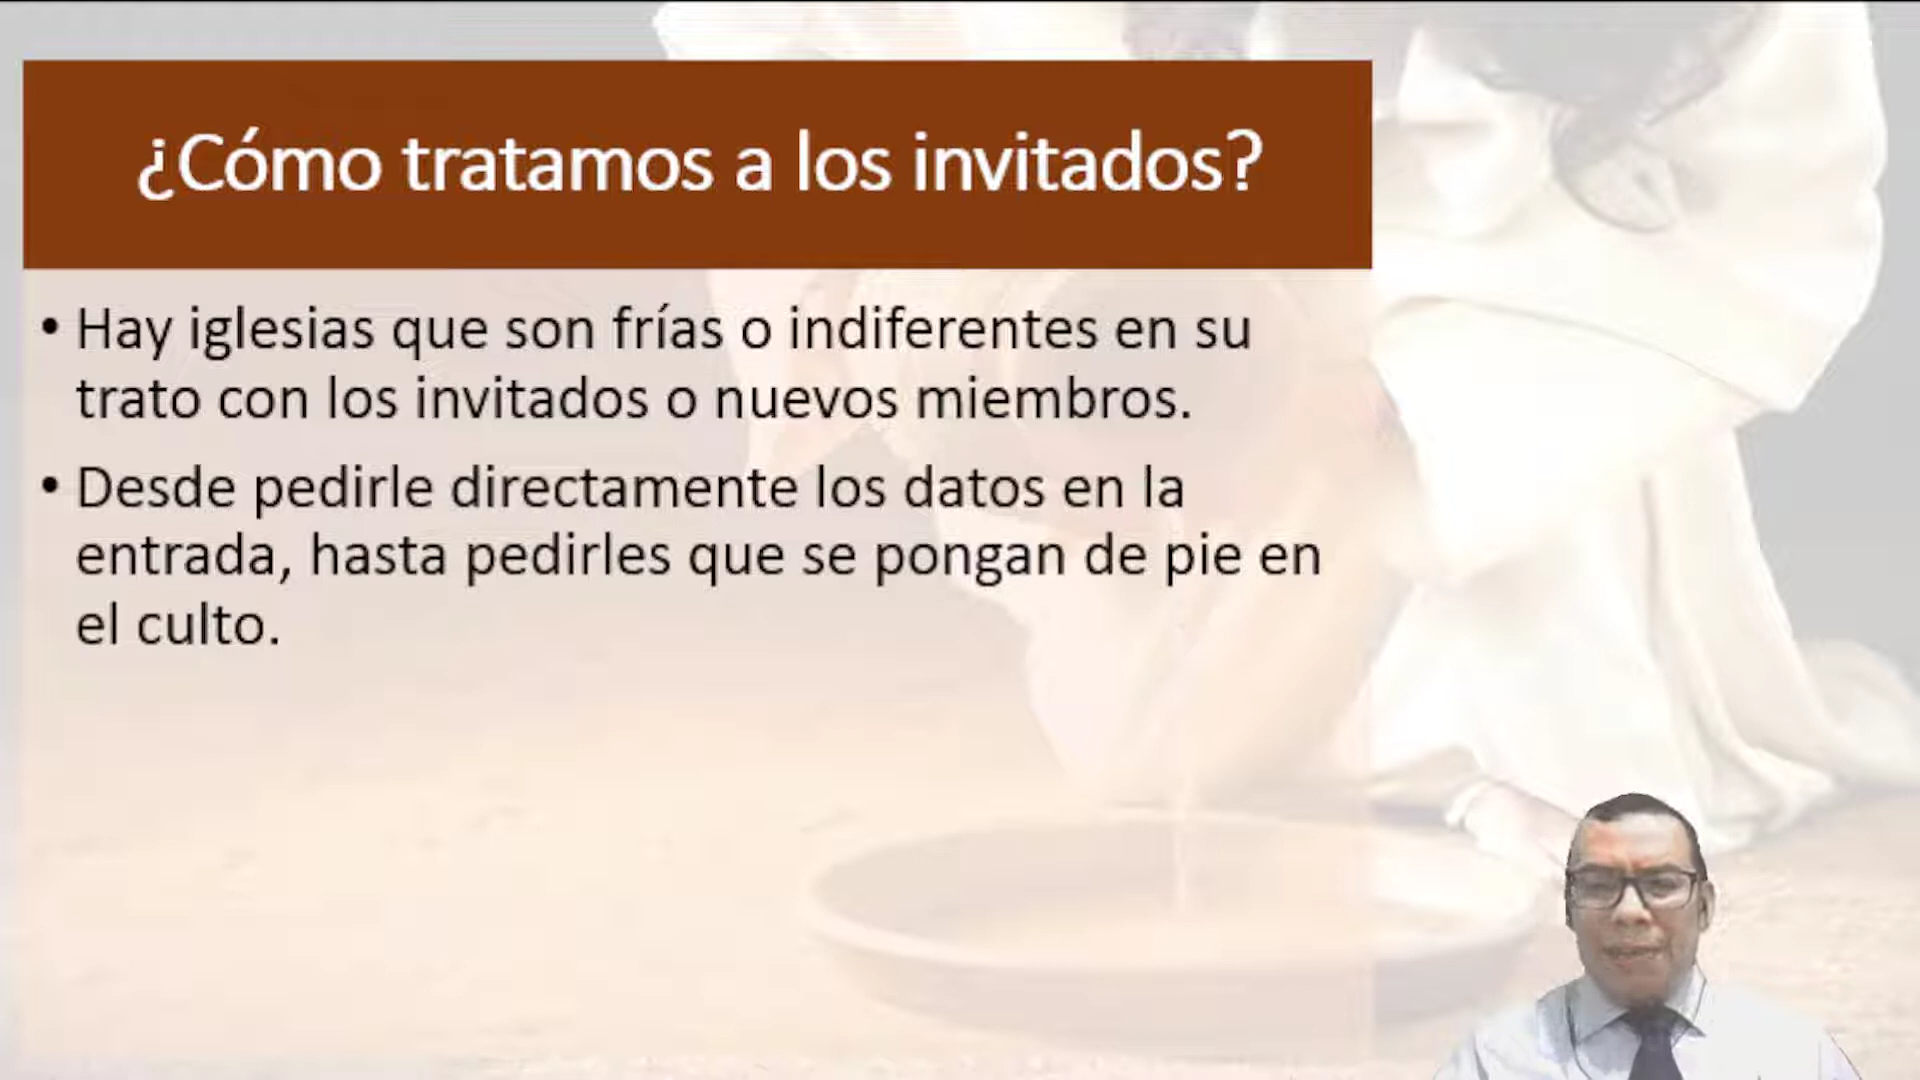 ¿Cómo tratamos a los invitados?
• Hay iglesias que son frías o indiferentes en su
trato con los invitados o nuevos miembros.
• Desde pedirle directamente los datos en la
entrada, hasta pedirles que se pongan de pie en
el culto.